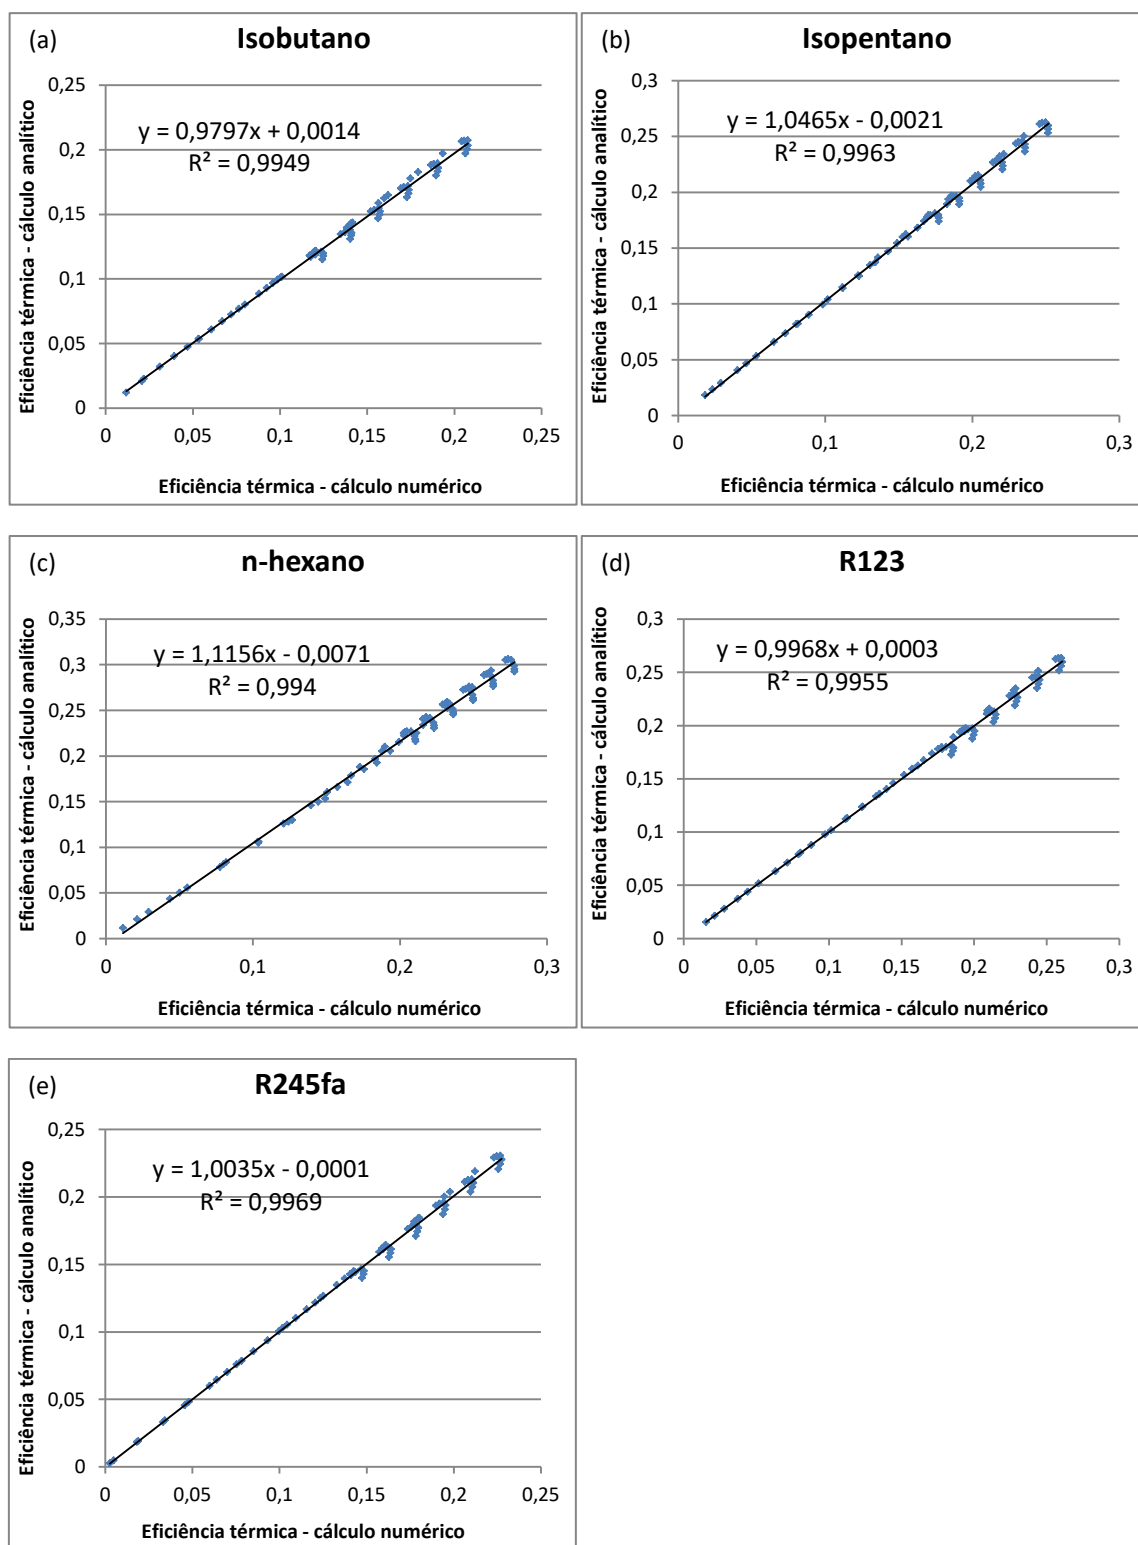 (a)
Isobutano
y = 0,9797x + 0,0014
R² = 0,9949
Eficiência térmica - cálculo analítico
0,25
0,2
0,15
0,1
0,05
0
0 0,05 0,1 0,15 0,2 0,25
Eficiência térmica - cálculo numérico
(b)
Isopentano
y = 1,0465x - 0,0021
R² = 0,9963
Eficiência térmica - cálculo analítico
0,3
0,25
0,2
0,15
0,1
0,05
0
0 0,1 0,2 0,3
Eficiência térmica - cálculo numérico
(c)
n-hexano
y = 1,1156x - 0,0071
R² = 0,994
Eficiência térmica - cálculo analítico
0,35
0,3
0,25
0,2
0,15
0,1
0,05
0
0 0,1 0,2 0,3
Eficiência térmica - cálculo numérico
(d)
R123
y = 0,9968x + 0,0003
R² = 0,9955
Eficiência térmica - cálculo analítico
0,3
0,25
0,2
0,15
0,1
0,05
0
0 0,05 0,1 0,15 0,2 0,25 0,3
Eficiência térmica - cálculo numérico
(e)
R245fa
y = 1,0035x - 0,0001
R² = 0,9969
Eficiência térmica - cálculo analítico
0,25
0,2
0,15
0,1
0,05
0
0 0,05 0,1 0,15 0,2 0,25
Eficiência térmica - cálculo numérico